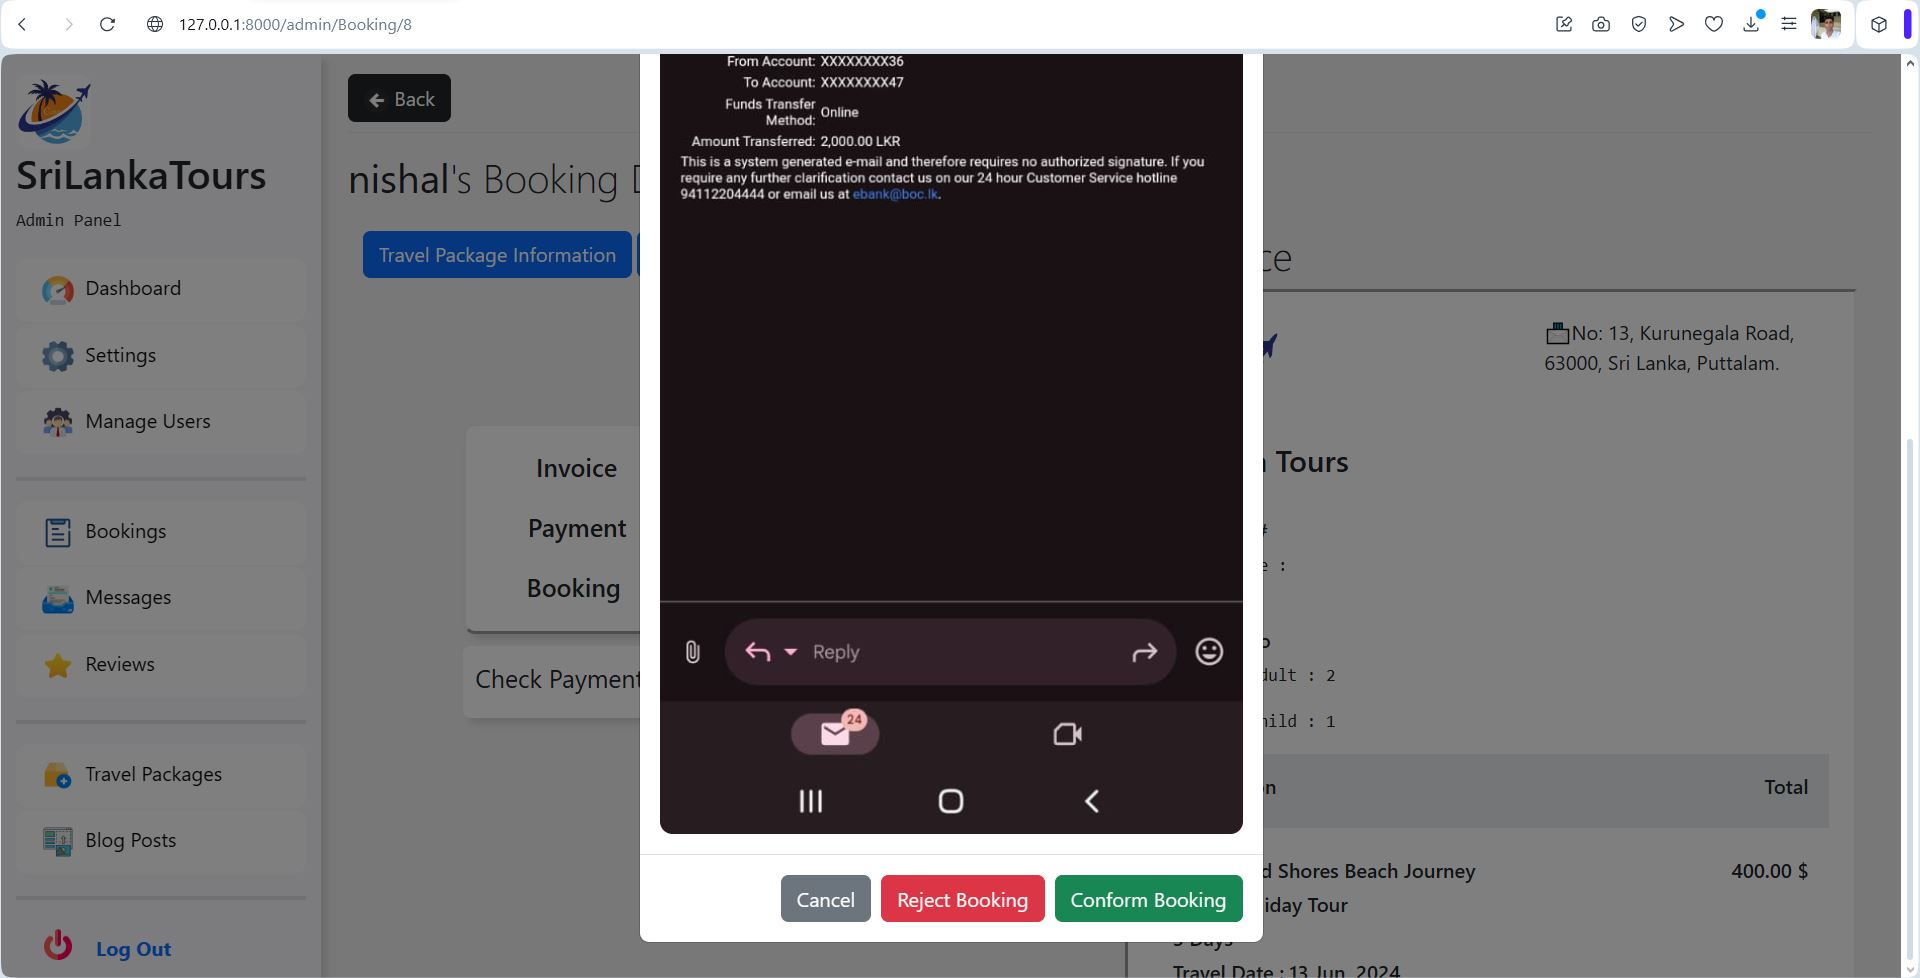 127.0.0.1:8000/admin/Booking/8
SriLankaTours
Admin Panel
Dashboard
Settings
Manage Users
Bookings
Messages
Reviews
Travel Packages
Blog Posts
Log Out
Back
nishal's Booking
Travel Package Information
Invoice
Payment
Booking
Check Payment
From Account: XXXXXXXX36
To Account: XXXXXXXX47
Funds Transfer
Method: Online
Amount Transferred: 2,000.00 LKR
This is a system generated e-mail and therefore requires no authorized signature. If you
require any further clarification contact us on our 24 hour Customer Service hotline
94112204444 or email us at ebank@boc.lk.
Reply
24
Cancel
Reject Booking
Conform Booking
ce
No: 13, Kurunegala Road,
63000, Sri Lanka, Puttalam.
Tours
e :
o
dult : 2
hild : 1
on Total
d Shores Beach Journey 400.00 $
iday Tour
Days
Travel Date : 13 Jun, 2024